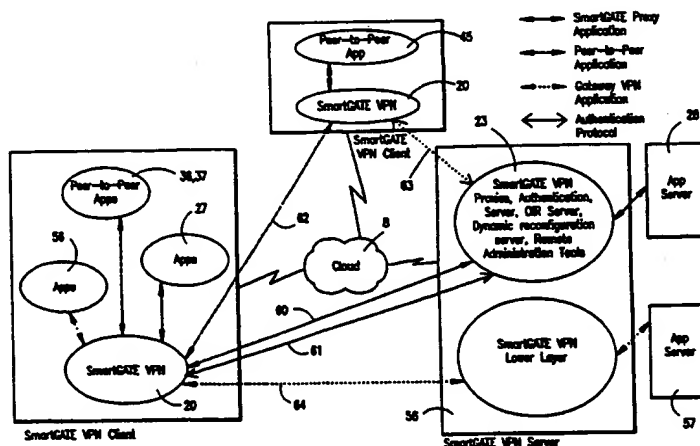 SmartGATE Proxy
Application
Peer-to-Peer
Application
Gateway VPN
Application
Authentication
Protocol
Peer-to-Peer
App
45
SmartGATE VPN
20
SmartGATE
VPN Client
63
23
26
SmartGATE VPN
Proxies, Authentication,
Server, DIR Server,
Dynamic reconfiguration
server, Remote
Administration Tools
App
Server
Peer-to-Peer
Apps
36,37
27
56
Apps
Apps
62
8
Cloud
60
61
SmartGATE VPN
20
64
SmartGATE VPN
Lower Layer
56
App
Server
57
SmartGATE VPN Client
SmartGATE VPN Server